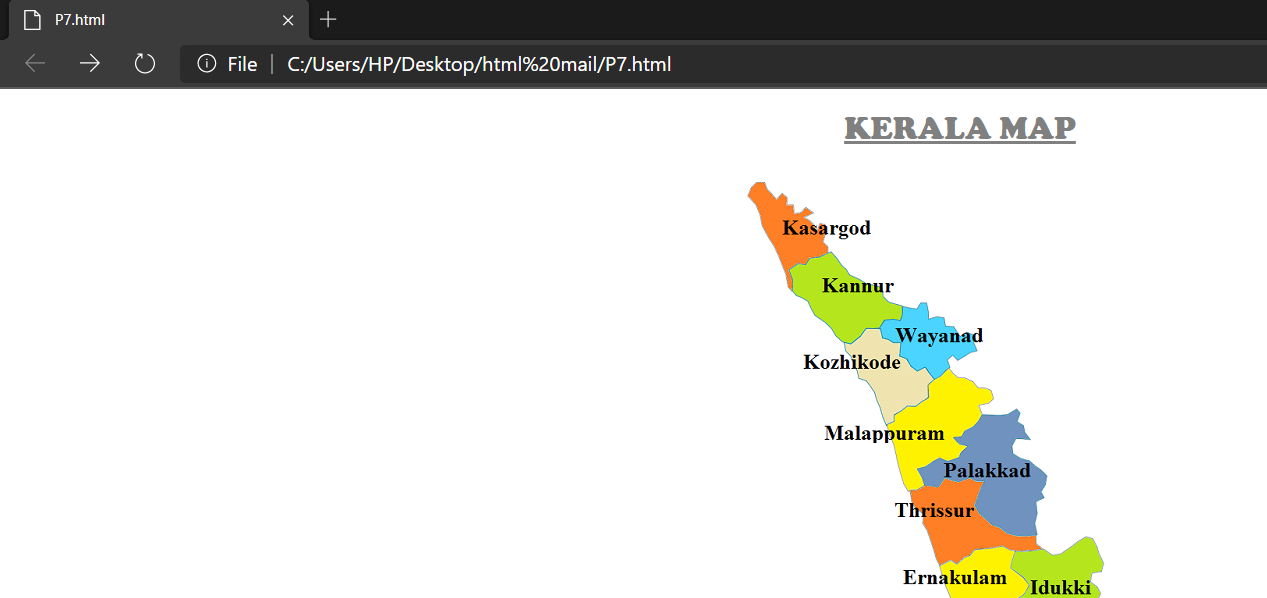 P7.html
File | C:/Users/HP/Desktop/html%20mail/P7.html
KERALA MAP
Kasargod
Kannur
Wayanad
Kozhikode
Malappuram
Palakkad
Thrissur
Ernakulam
Idukki